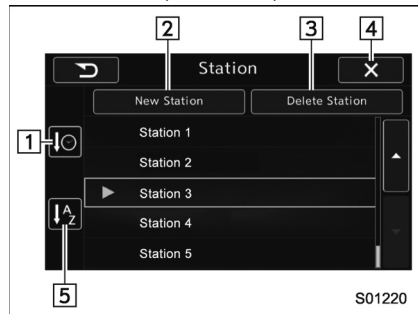 2
3
4
Station
New Station
Delete Station
1
Station 1
Station 2
Station 3
Station 4
Station 5
A
Z
5
S01220